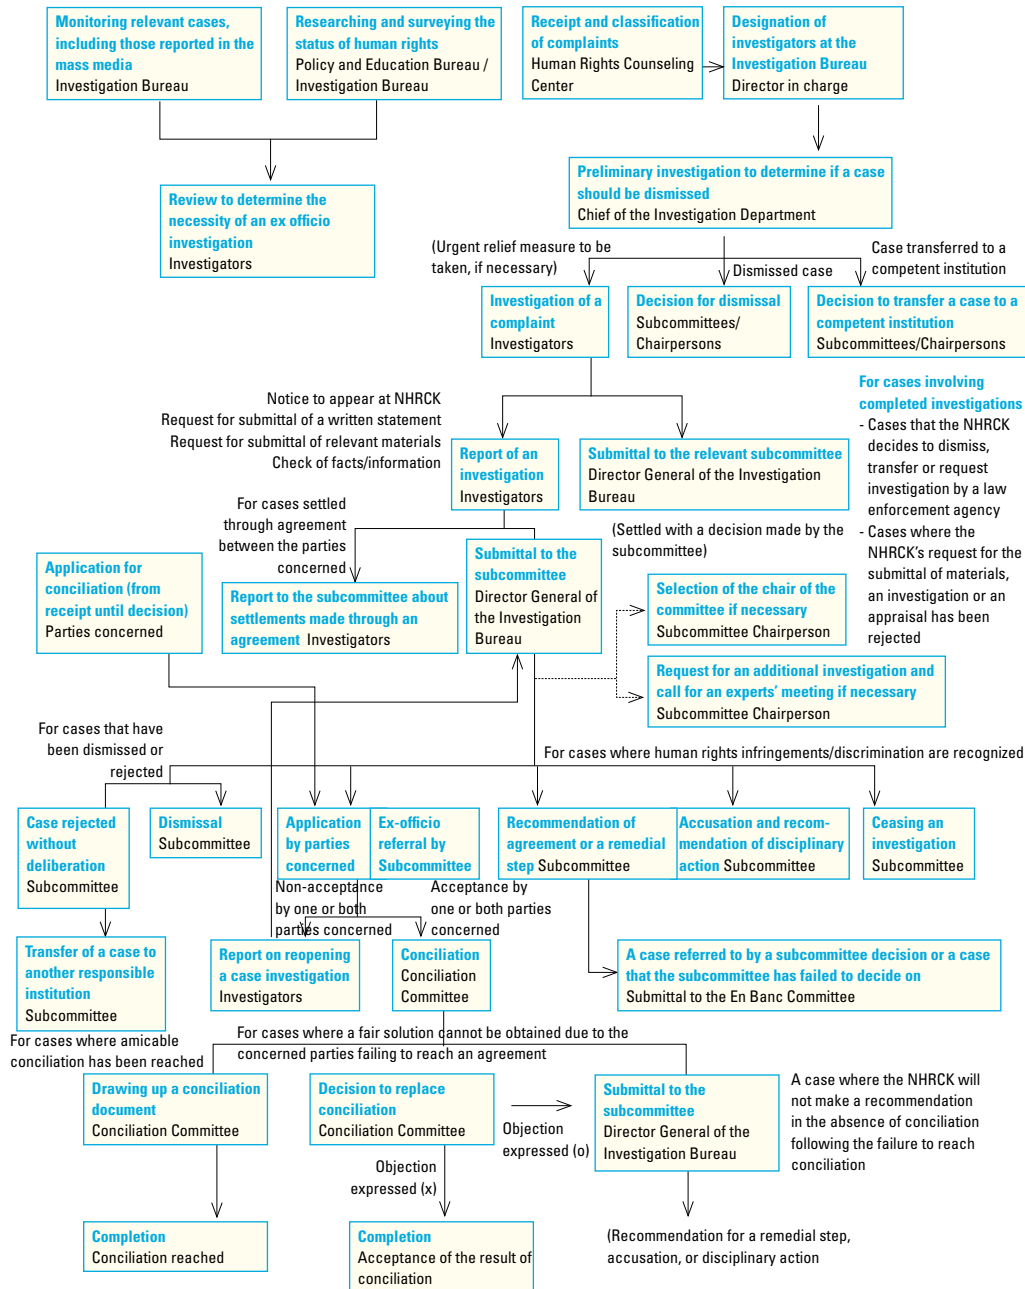 Monitoring relevant cases,
including those reported in the
mass media
Investigation Bureau
Researching and surveying the
status of human rights
Policy and Education Bureau /
Investigation Bureau
Receipt and classification
of complaints
Human Rights Counseling
Center
Designation of
investigators at the
Investigation Bureau
Director in charge
Review to determine the
necessity of an ex officio
investigation
Investigators
Preliminary investigation to determine if a case
should be dismissed
Chief of the Investigation Department
(Urgent relief measure to be
taken, if necessary)
Dismissed case
Case transferred to a
competent institution
Investigation of a
complaint
Investigators
Decision for dismissal
Subcommittees/
Chairpersons
Decision to transfer a case to a
competent institution
Subcommittees/Chairpersons
Notice to appear at NHRCK
Request for submittal of a written statement
Request for submittal of relevant materials
Check of facts/information
For cases involving
completed investigations
- Cases that the NHRCK
decides to dismiss,
transfer or request
investigation by a law
enforcement agency
- Cases where the
NHRCK's request for the
submittal of materials,
an investigation or an
appraisal has been
rejected
Report of an
investigation
Investigators
Submittal to the relevant subcommittee
Director General of the Investigation
Bureau
For cases settled
through agreement
between the parties
concerned
(Settled with a decision made by the
subcommittee)
Application for
conciliation (from
receipt until decision)
Parties concerned
Report to the subcommittee about
settlements made through an
agreement Investigators
Submittal to the
subcommittee
Director General of
the Investigation
Bureau
Selection of the chair of the
committee if necessary
Subcommittee Chairperson
Request for an additional investigation and
call for an experts' meeting if necessary
Subcommittee Chairperson
For cases that have
been dismissed or
rejected
For cases where human rights infringements/discrimination are recognized
Case rejected
without
deliberation
Subcommittee
Dismissal
Subcommittee
Application
by parties
concerned
Ex-officio
referral by
Subcommittee
Recommendation of
agreement or a remedial
step Subcommittee
Accusation and recom-
mendation of disciplinary
action Subcommittee
Ceasing an
investigation
Subcommittee
Non-acceptance
by one or both
parties concerned
Acceptance by
one or both parties
concerned
Transfer of a case to
another responsible
institution
Subcommittee
Report on reopening
a case investigation
Investigators
Conciliation
Conciliation
Committee
A case referred to by a subcommittee decision or a case
that the subcommittee has failed to decide on
Submittal to the En Banc Committee
For cases where amicable
conciliation has been reached
For cases where a fair solution cannot be obtained due to the
concerned parties failing to reach an agreement
Drawing up a conciliation
document
Conciliation Committee
Decision to replace
conciliation
Conciliation Committee
Objection
expressed (o)
Submittal to the
subcommittee
Director General of the
Investigation Bureau
A case where the NHRCK will
not make a recommendation
in the absence of conciliation
following the failure to reach
conciliation
Objection
expressed (x)
Completion
Conciliation reached
Completion
Acceptance of the result of
conciliation
(Recommendation for a remedial step,
accusation, or disciplinary action